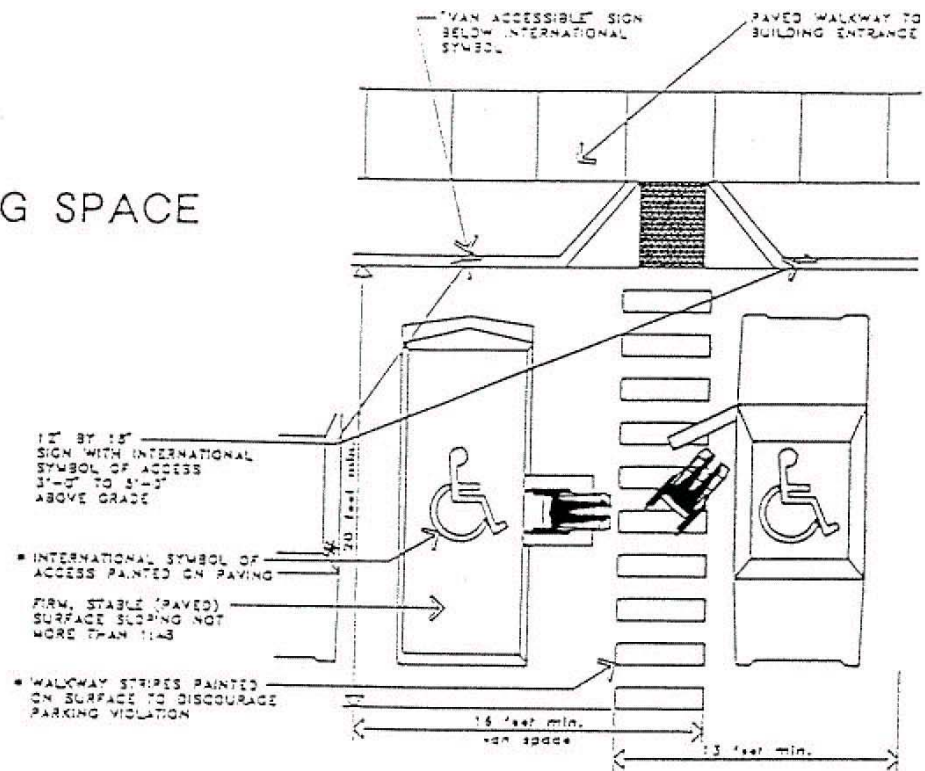 "VAN ACCESSIBLE" SIGN
BELOW INTERNATIONAL
SYMBOL
PAVED WALKWAY TO
BUILDING ENTRANCE
G SPACE
SIGN WITH INTERNATIONAL
SYMBOL OF ACCESS
ABOVE GRADE
20 feet min.
* INTERNATIONAL SYMBOL OF
ACCESS PAINTED ON PAVING
FIRM, STABLE (PAVED)
SURFACE SLOPING NOT
MORE THAN 1:48
* WALKWAY STRIPES PAINTED
ON SURFACE TO DISCOURAGE
PARKING VIOLATION
16 feet min.
van space
13 feet min.